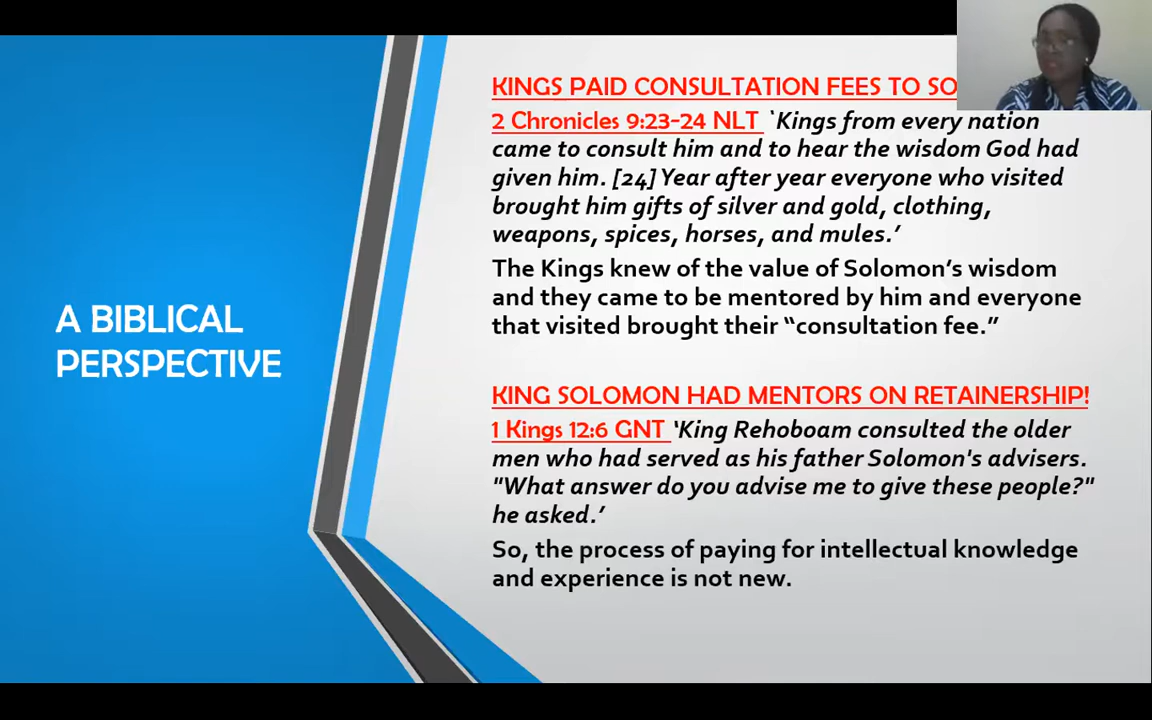 KINGS PAID CONSULTATION FEES TO SO
2 Chronicles 9:23-24 NLT `Kings from every nation
came to consult him and to hear the wisdom God had
given him. [24] Year after year everyone who visited
brought him gifts of silver and gold, clothing,
weapons, spices, horses, and mules.’
The Kings knew of the value of Solomon’s wisdom
and they came to be mentored by him and everyone
that visited brought their “consultation fee.”
A BIBLICAL
PERSPECTIVE
KING SOLOMON HAD MENTORS ON RETAINERSHIP!
1 Kings 12:6 GNT ‘King Rehoboam consulted the older
men who had served as his father Solomon's advisers.
"What answer do you advise me to give these people?"
he asked.’
So, the process of paying for intellectual knowledge
and experience is not new.